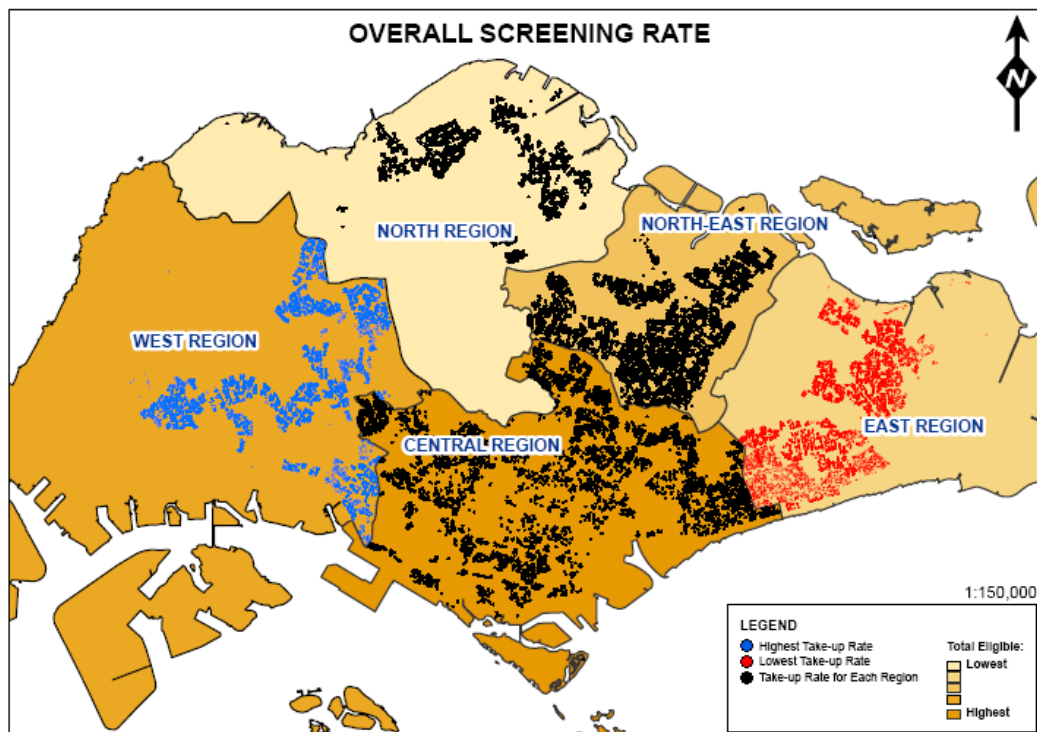 OVERALL SCREENING RATE
N
NORTH REGION
NORTH-EAST REGION
WEST REGION
EAST REGION
CENTRAL REGION
1:150,000
LEGEND
Highest Take-up Rate
Lowest Take-up Rate
Take-up Rate for Each Region
Total Eligible:
Lowest
Highest